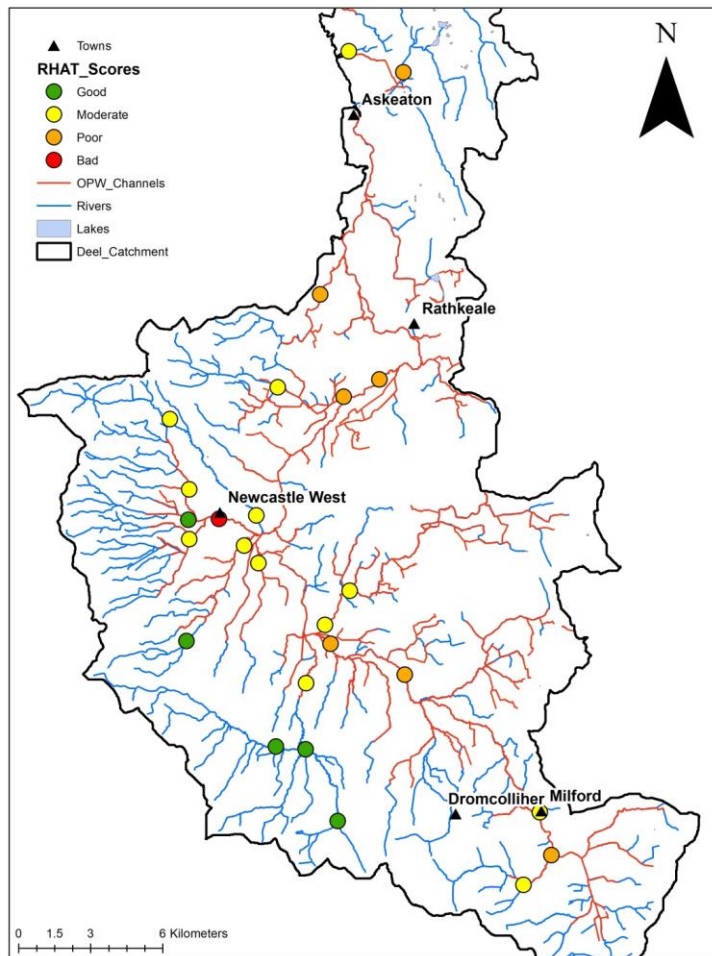 Towns
RHAT_Scores
Good
Moderate
Poor
Bad
OPW_Channels
Rivers
Lakes
Deel_Catchment
N
Askeaton
Rathkeale
Newcastle West
Dromcolliher
Milford
0 1.5 3 6 Kilometers